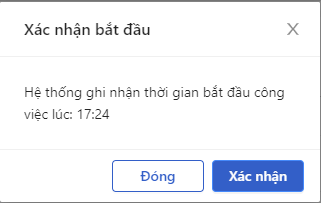 Xác nhận bắt đầu
Hệ thống ghi nhận thời gian bắt đầu công
việc lúc: 17:24
Đóng
Xác nhận